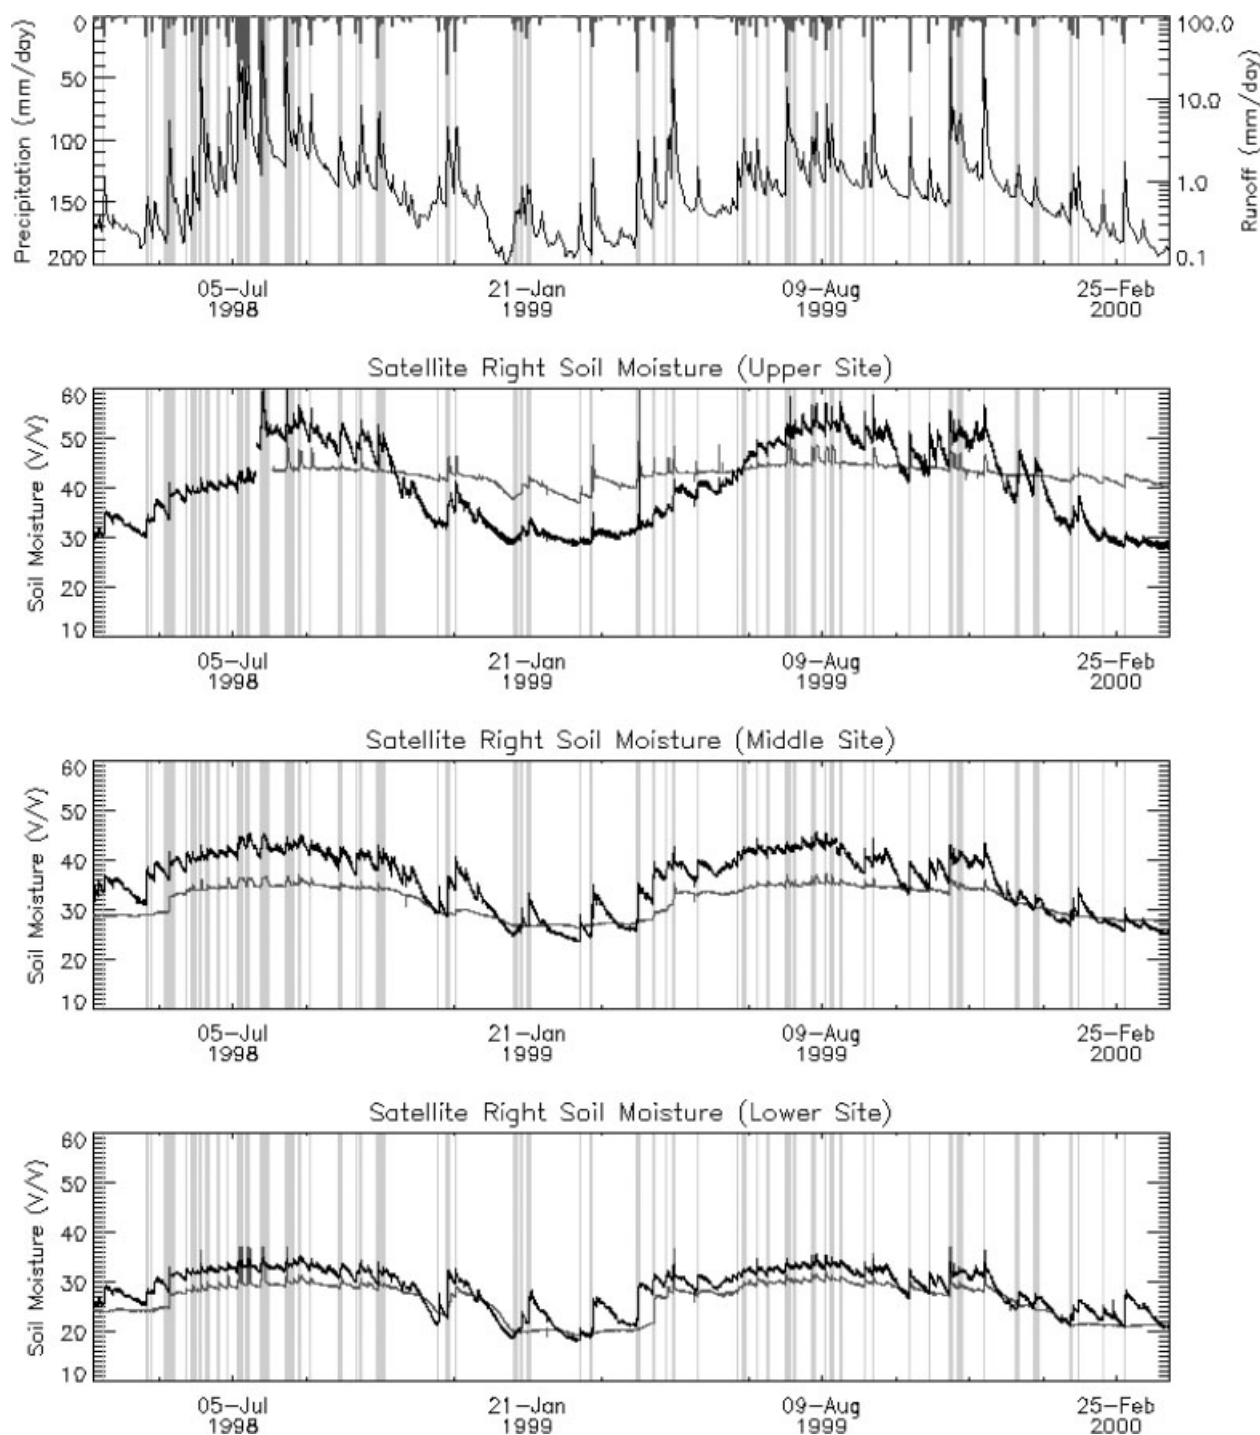 0
50
100
150
200
Precipitation (mm/day)
100.0
10.0
1.0
0.1
Runoff (mm/day)
05-Jul 21-Jan 09-Aug 25-Feb
1998 1999 1999 2000
Satellite Right Soil Moisture (Upper Site)
60
50
40
30
20
10
Soil Moisture (V/V)
05-Jul 21-Jan 09-Aug 25-Feb
1998 1999 1999 2000
Satellite Right Soil Moisture (Middle Site)
60
50
40
30
20
10
Soil Moisture (V/V)
05-Jul 21-Jan 09-Aug 25-Feb
1998 1999 1999 2000
Satellite Right Soil Moisture (Lower Site)
60
50
40
30
20
10
Soil Moisture (V/V)
05-Jul 21-Jan 09-Aug 25-Feb
1998 1999 1999 2000